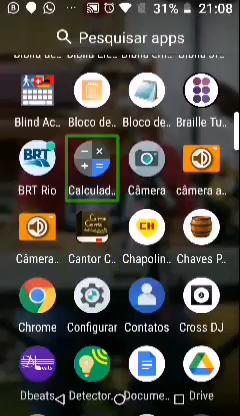 31% 21:08
Pesquisar apps
Blind Ac.. Bloco de.. Bloco de.. Braille Tu..
BRT
BRT Rio Calculad.. Câmera câmera a..
Câmera.. Cantor C.. Chapolin.. Chaves P..
Chrome Configurar Contatos Cross DJ
Dbeats Detector.. Docume.. Drive